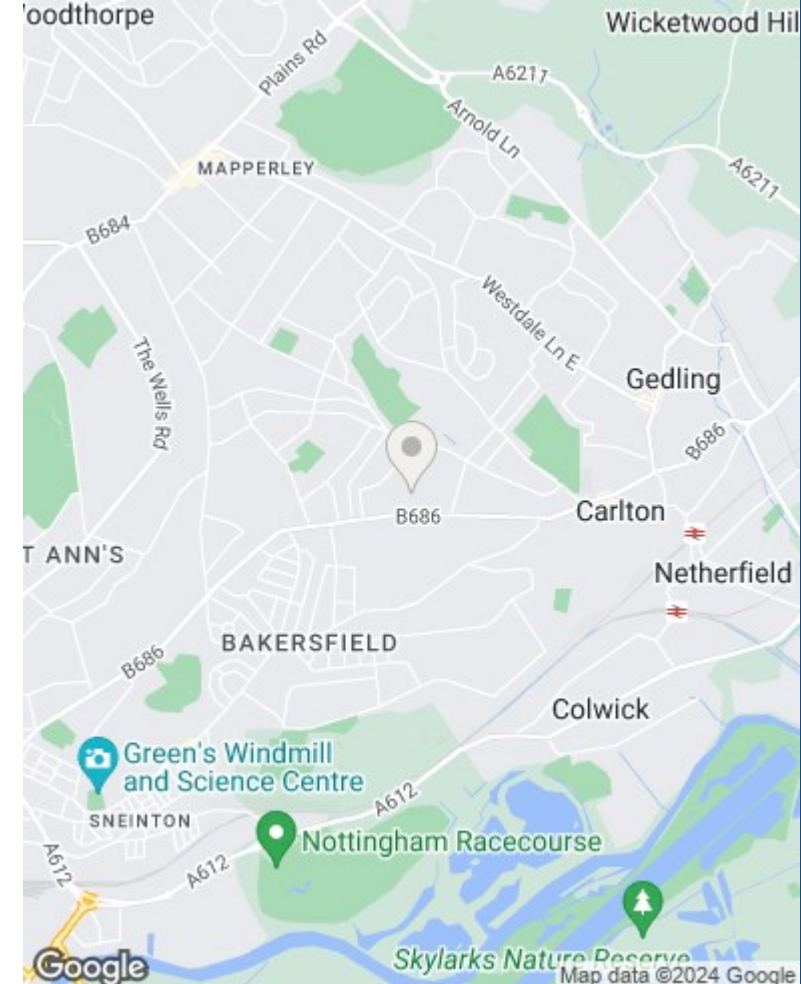 'oodthorpe
Wicketwood Hil
Plains Rd
A6211
Arnold Ln
MAPPERLEY
A6211
B684
Westdale Ln E
The Wells Rd
Gedling
B686
B686
Carlton
T ANN'S
Netherfield
BAKERSFIELD
B686
Colwick
Green's Windmill
and Science Centre
A612
SNEINTON
Nottingham Racecourse
A612
A612
Skylarks Nature Reserve
Google
Map data ©2024 Google